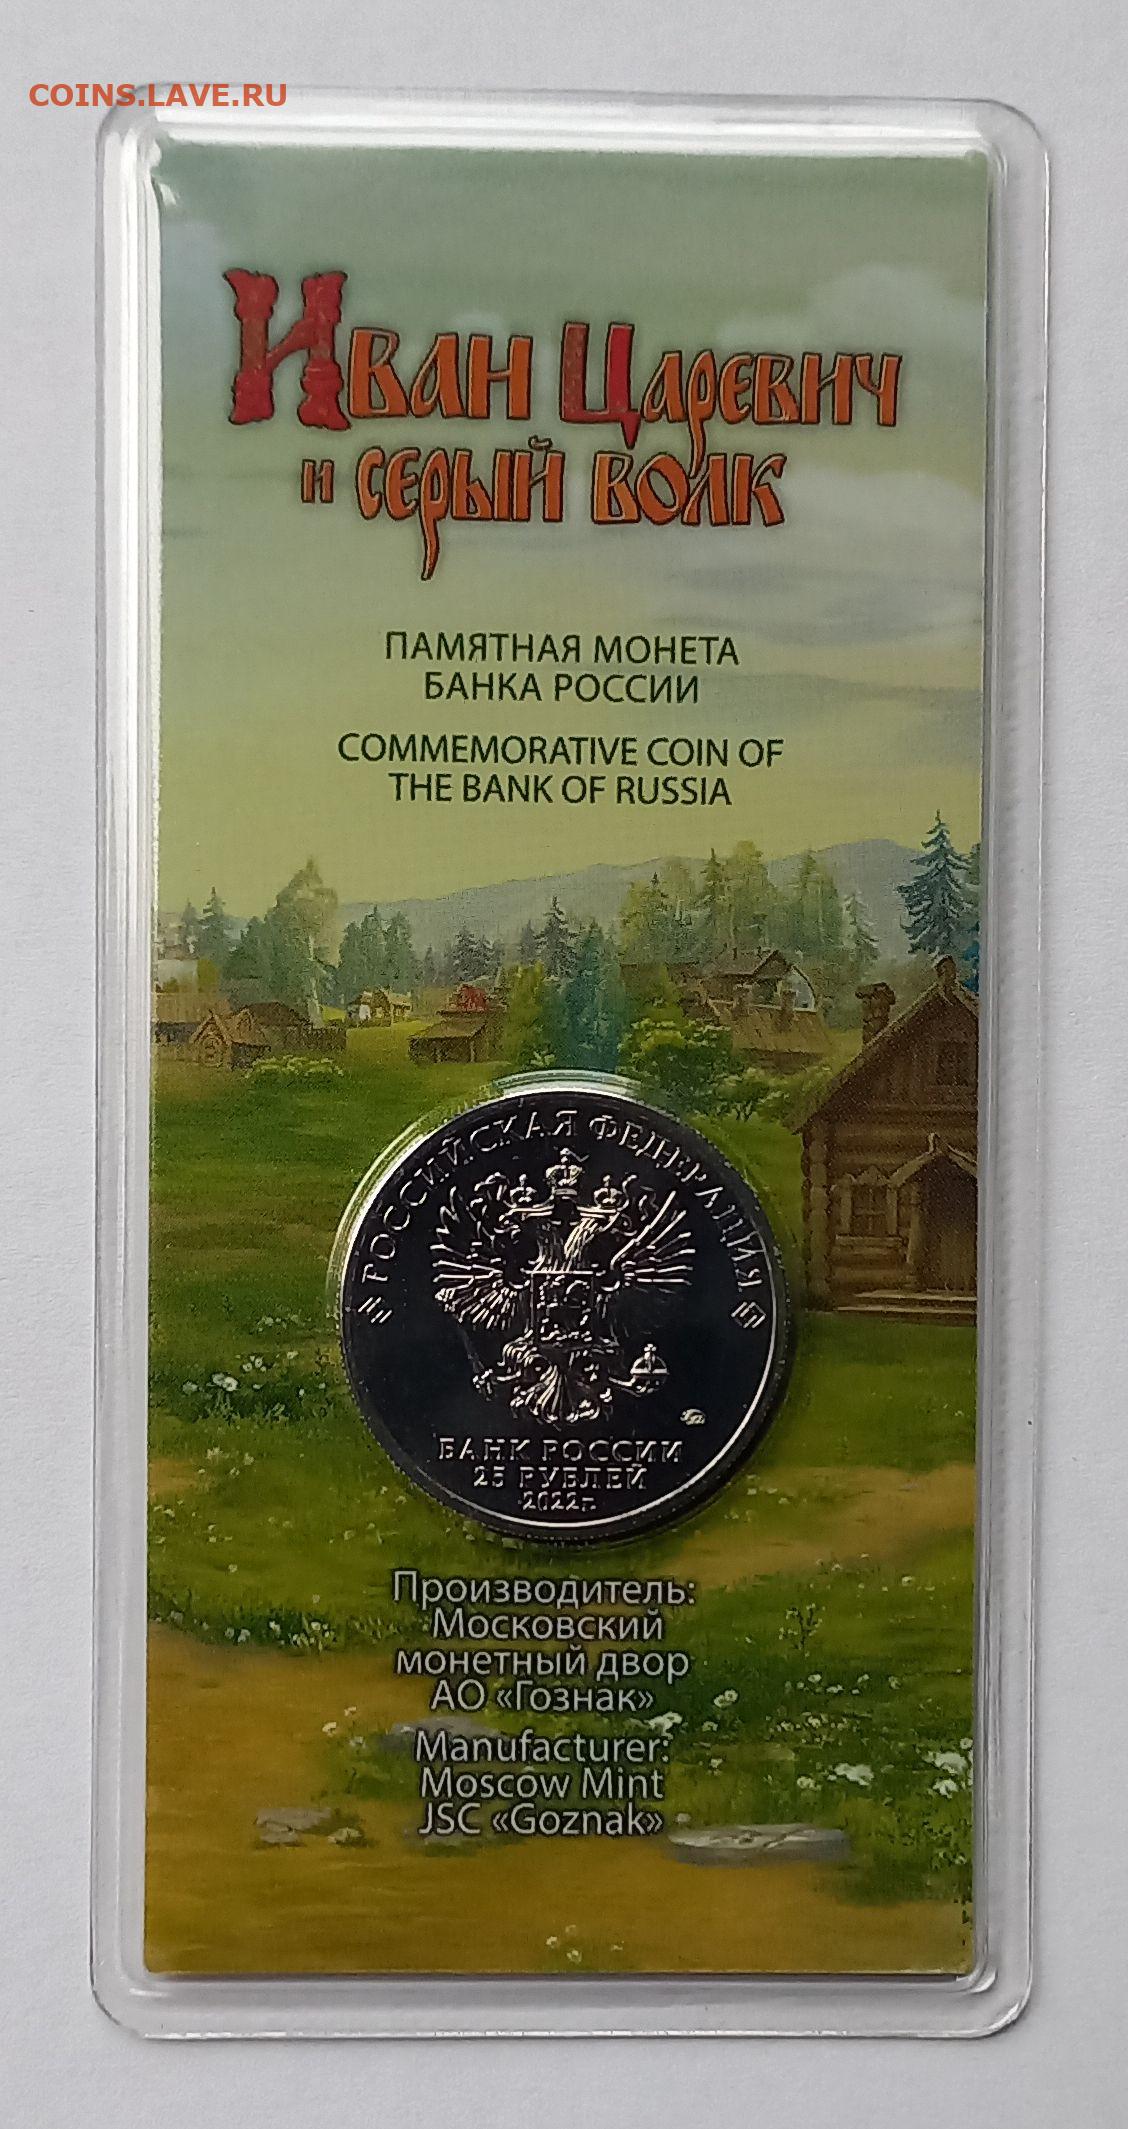 COINS.LAVE.RU
Иван Царевич
и серый волк
ПАМЯТНАЯ МОНЕТА
БАНКА РОССИИ
COMMEMORATIVE COIN OF
THE BANK OF RUSSIA
РОССИЙСКАЯ ФЕДЕРАЦИЯ
БАНК РОССИИ
25 РУБЛЕЙ
2022 г.
Производитель:
Московский
монетный двор
АО «Гознак»
Manufacturer:
Moscow Mint
JSC «Goznak»